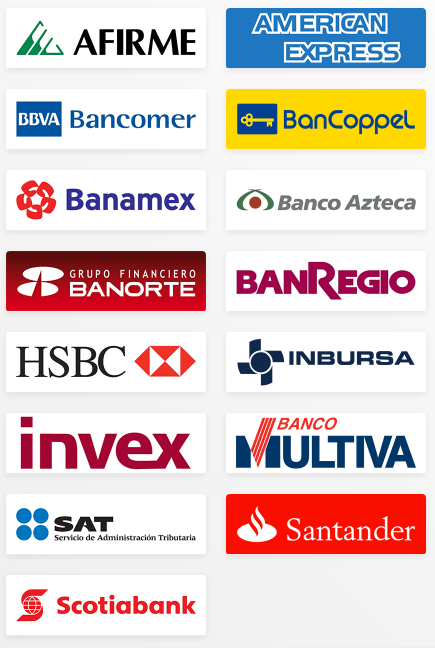 AFIRME
AMERICAN
EXPRESS
BBVA Bancomer
BanCoppel
Banamex
Banco Azteca
GRUPO FINANCIERO
BANORTE
BANREGIO
HSBC
INBURSA
invex
BANCO
MULTIVA
SAT
Servicio de Administración Tributaria
Santander
Scotiabank